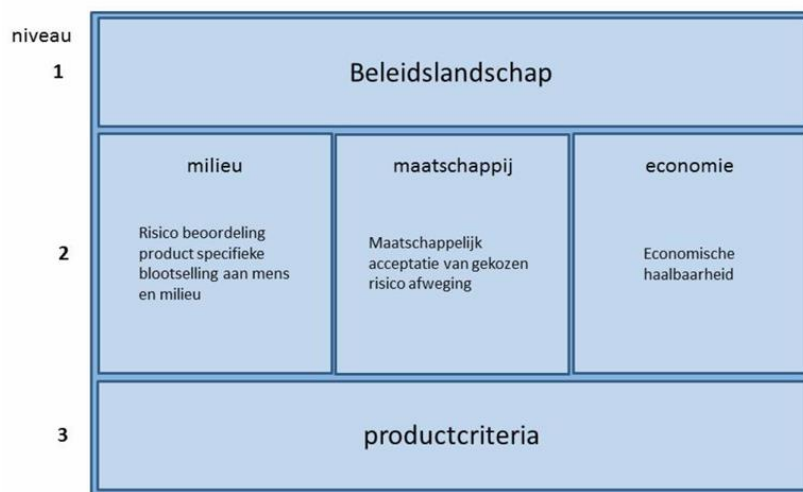 niveau
1
Beleidslandschap
milieu
maatschappij
economie
2
Risico beoordeling
product specifieke
blootselling aan mens
en milieu
Maatschappelijk
acceptatie van gekozen
risico afweging
Economische
haalbaarheid
3
productcriteria